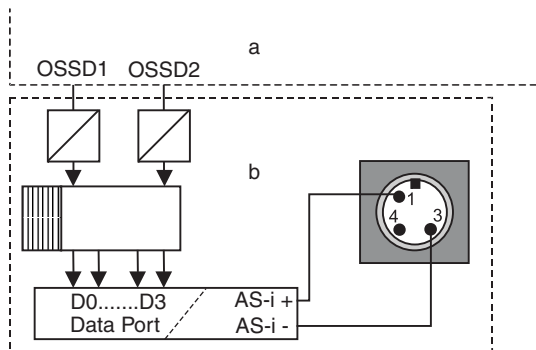 a
OSSD1 OSSD2
b
1
4 3
D0.......D3 AS-i +
Data Port AS-i -